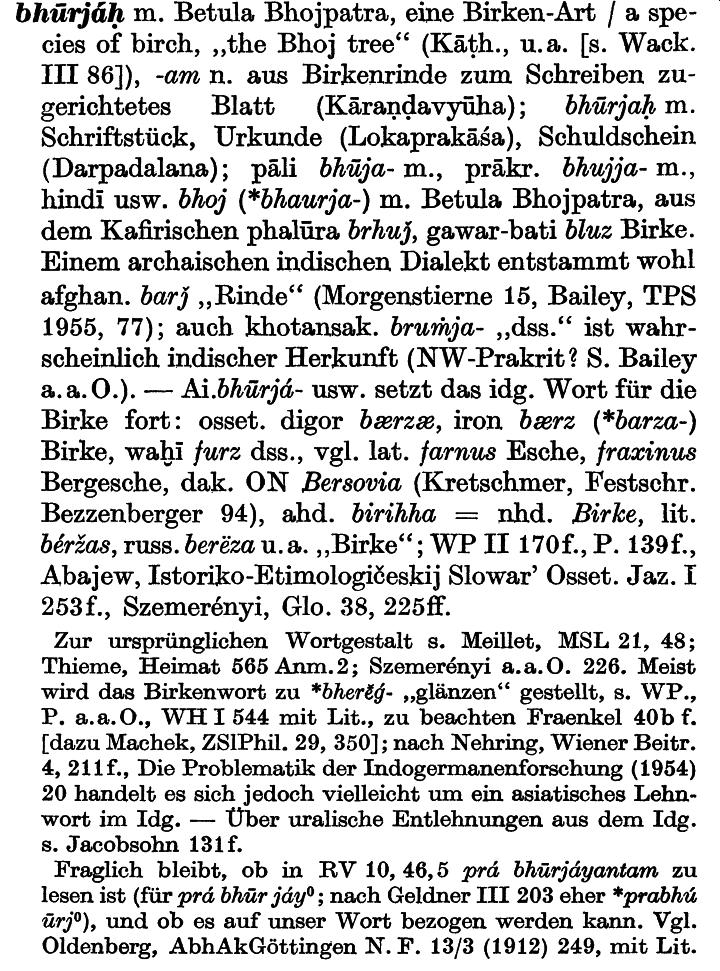 bhūrjáḥ m. Betula Bhojpatra, eine Birken-Art / a spe-
cies of birch, ,,the Bhoj tree“ (Kāṭh., u.a. [s. Wack.
III 86]), -am n. aus Birkenrinde zum Schreiben zu-
gerichtetes Blatt (Kāraṇḍavyūha); bhūrjaḥ m.
Schriftstück, Urkunde (Lokaprakāśa), Schuldschein
(Darpadalana); pāli bhūja- m., prākr. bhujja- m.,
hindī usw. bhoj (*bhaurja-) m. Betula Bhojpatra, aus
dem Kafirischen phalūra brhuǰ, gawar-bati bluz Birke.
Einem archaischen indischen Dialekt entstammt wohl
afghan. barǰ ,,Rinde“ (Morgenstierne 15, Bailey, TPS
1955, 77); auch khotansak. bruṁja- ,,dss.“ ist wahr-
scheinlich indischer Herkunft (NW-Prakrit? S. Bailey
a.a.O.). — Ai. bhūrjá- usw. setzt das idg. Wort für die
Birke fort: osset. digor bærzæ, iron bærz (*barza-)
Birke, waḫī furz dss., vgl. lat. farnus Esche, fraxinus
Bergesche, dak. ON Bersovia (Kretschmer, Festschr.
Bezzenberger 94), ahd. birihha = nhd. Birke, lit.
béržas, russ. berëza u.a. ,,Birke“; WP II 170f., P. 139f.,
Abajew, Istoriko-Etimologičeskij Slowar’ Osset. Jaz. I
253f., Szemerényi, Glo. 38, 225ff.
Zur ursprünglichen Wortgestalt s. Meillet, MSL 21, 48;
Thieme, Heimat 565 Anm.2; Szemerényi a.a.O. 226. Meist
wird das Birkenwort zu *bherĕ̄ǵ- ,,glänzen“ gestellt, s. WP.,
P. a.a.O., WH I 544 mit Lit., zu beachten Fraenkel 40b f.
[dazu Machek, ZSlPhil. 29, 350]; nach Nehring, Wiener Beitr.
4, 211f., Die Problematik der Indogermanenforschung (1954)
20 handelt es sich jedoch vielleicht um ein asiatisches Lehn-
wort im Idg. — Über uralische Entlehnungen aus dem Idg.
s. Jacobsohn 131f.
Fraglich bleibt, ob in RV 10, 46, 5 prá bhūrjáyantam zu
lesen ist (für prá bhūr jáy⁰; nach Geldner III 203 eher *prabhú
ūrj⁰), und ob es auf unser Wort bezogen werden kann. Vgl.
Oldenberg, AbhAkGöttingen N. F. 13/3 (1912) 249, mit Lit.